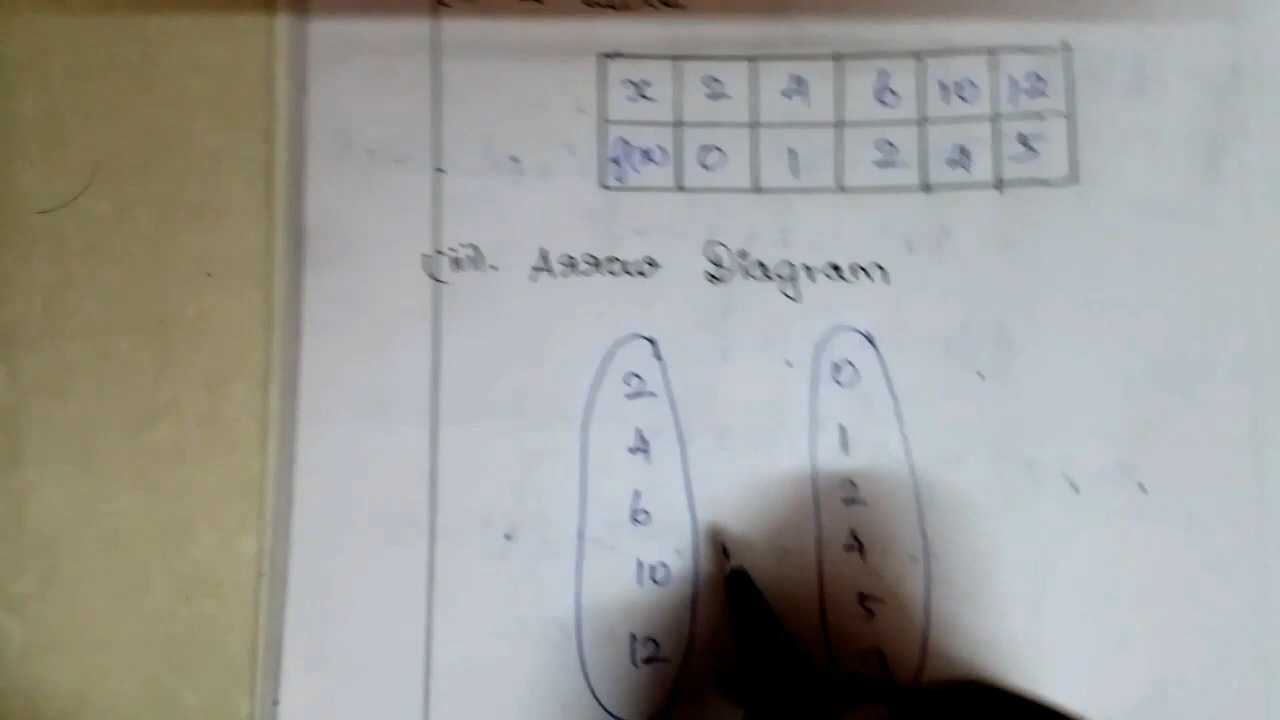 x 2 4 6 10 12
f(x) 0 1 2 4 5
(iii). Arrow Diagram
2 0
4 1
6 2
10 4
12 5